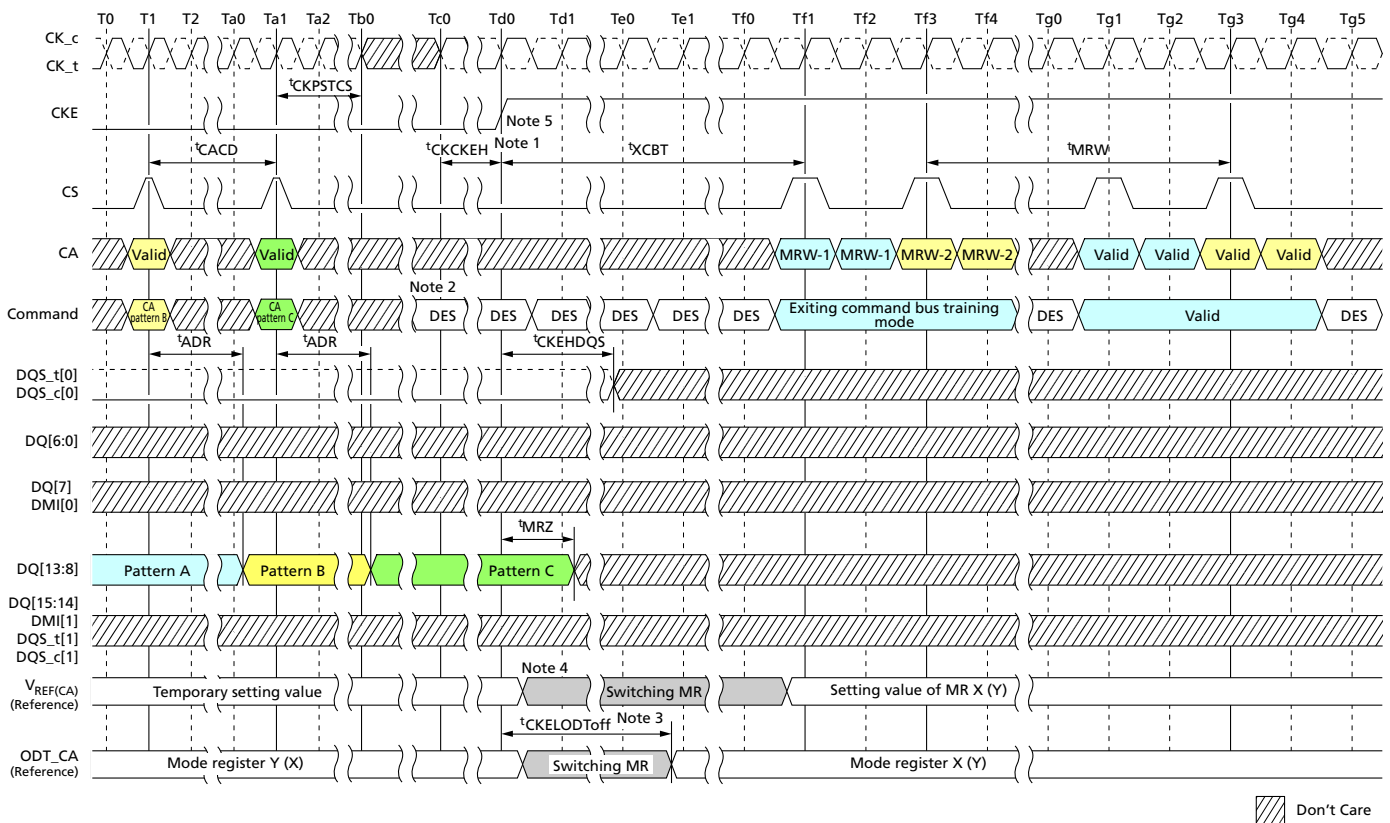 T0 T1 T2 Ta0 Ta1 Ta2 Tb0 Tc0 Td0 Td1 Te0 Te1 Tf0 Tf1 Tf2 Tf3 Tf4 Tg0 Tg1 Tg2 Tg3 Tg4 Tg5
CK_c
CK_t
tCKPSTCS
CKE
Note 5
Note 1
tCACD tCKCKEH tXCBT tMRW
CS
CA Valid Valid MRW-1 MRW-1 MRW-2 MRW-2 Valid Valid Valid Valid
Note 2
Command CA pattern B CA pattern C DES DES DES DES DES Exiting command bus training mode DES Valid DES
tADR tADR tCKEHDQS
DQS_t[0]
DQS_c[0]
DQ[6:0]
DQ[7]
DMI[0]
tMRZ
DQ[13:8] Pattern A Pattern B Pattern C
DQ[15:14]
DMI[1]
DQS_t[1]
DQS_c[1]
Note 4
VREF(CA) Temporary setting value Switching MR Setting value of MR X (Y)
(Reference)
tCKELODToff Note 3
ODT_CA Mode register Y (X) Switching MR Mode register X (Y)
(Reference)
Don't Care